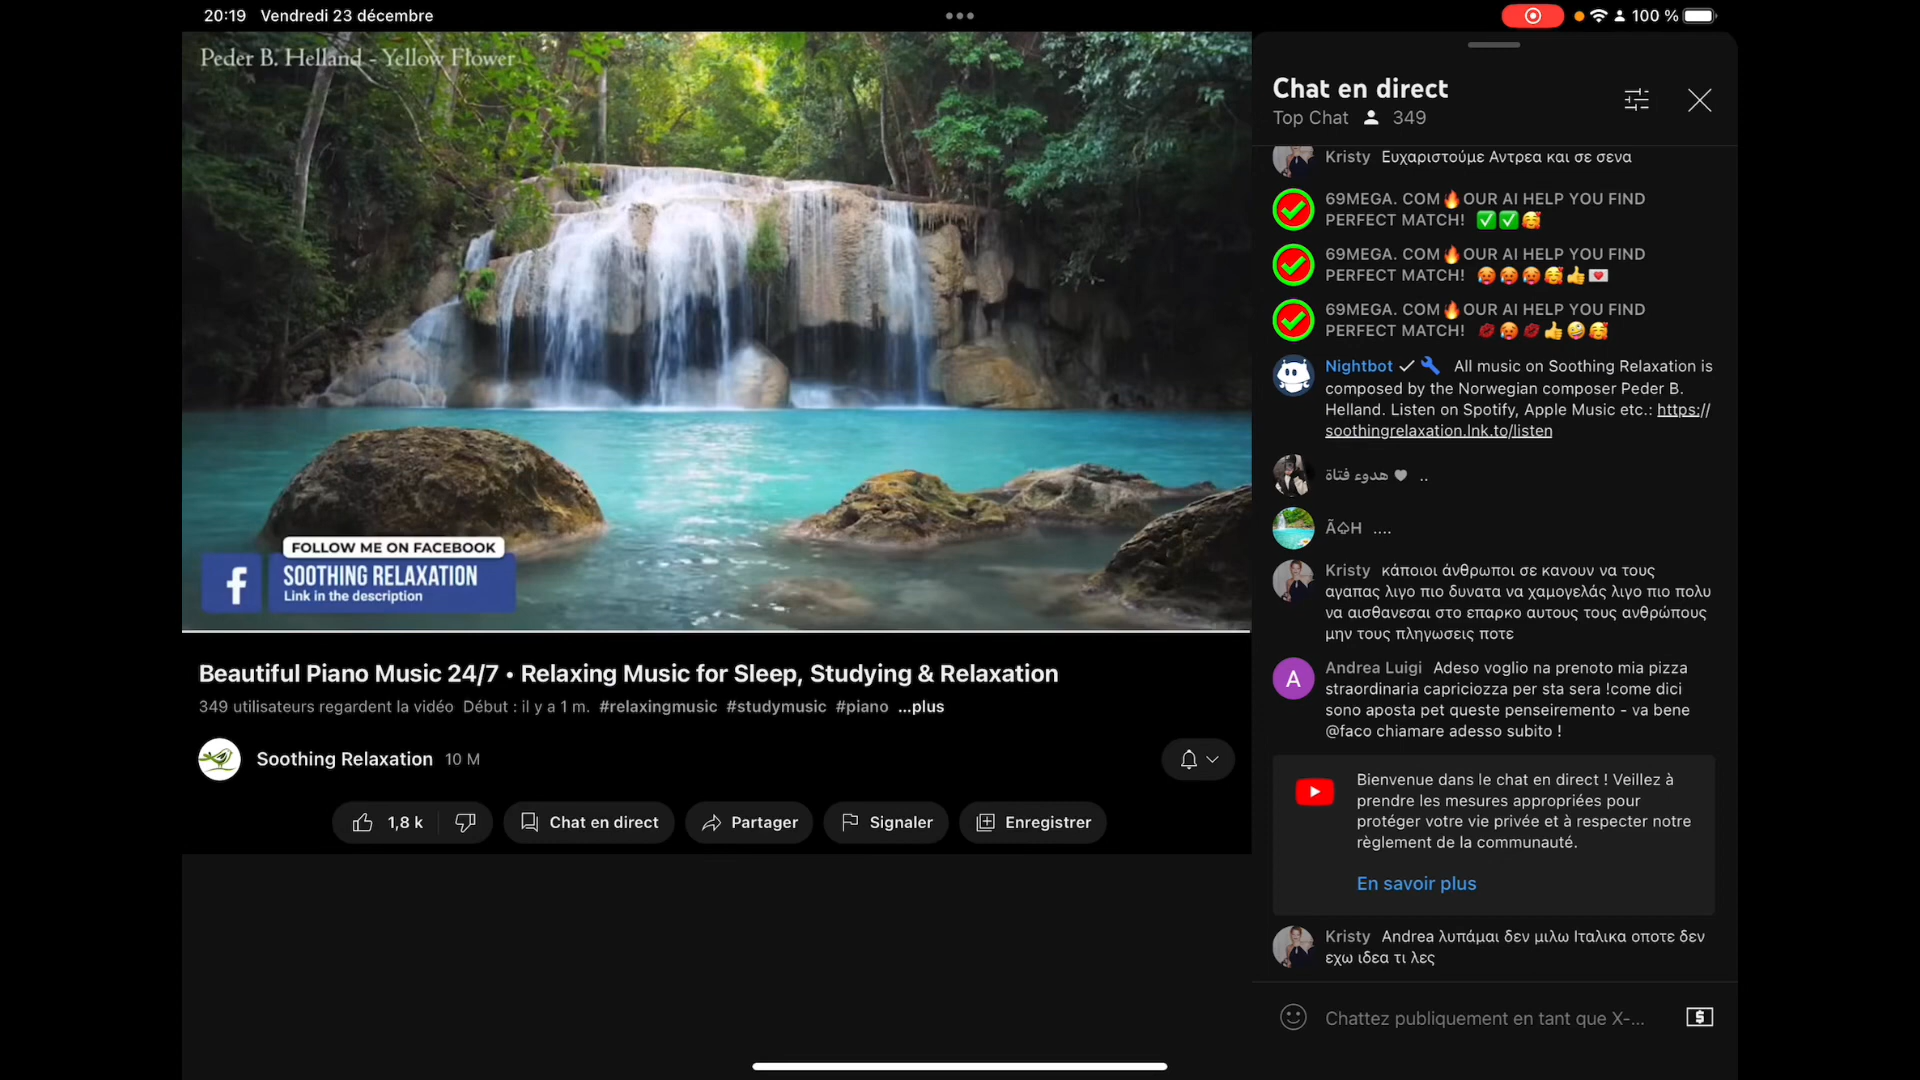 20:19 Vendredi 23 décembre
100 %
Peder B. Helland - Yellow Flower
FOLLOW ME ON FACEBOOK
f SOOTHING RELAXATION
Link in the description
Beautiful Piano Music 24/7 • Relaxing Music for Sleep, Studying & Relaxation
349 utilisateurs regardent la vidéo Début : il y a 1 m. #relaxingmusic #studymusic #piano ...plus
Soothing Relaxation 10 M
1,8 k Chat en direct Partager Signaler Enregistrer
Chat en direct
Top Chat 349
Kristy Ευχαριστούμε Αντρεα και σε σενα
69MEGA. COM🔥OUR AI HELP YOU FIND
PERFECT MATCH! ✅✅🥰
69MEGA. COM🔥OUR AI HELP YOU FIND
PERFECT MATCH! 🥵🥵🥵🥰👍💌
69MEGA. COM🔥OUR AI HELP YOU FIND
PERFECT MATCH! 💋🥵💋👍🤪🥰
Nightbot All music on Soothing Relaxation is
composed by the Norwegian composer Peder B.
Helland. Listen on Spotify, Apple Music etc.: https://
soothingrelaxation.lnk.to/listen
هدوء فتاة ♥ ..
Ã♤H ....
Kristy κάποιοι άνθρωποι σε κανουν να τους
αγαπας λιγο πιο δυνατα να χαμογελάς λιγο πιο πολυ
να αισθανεσαι στο επαρκο αυτους τους ανθρώπους
μην τους πληγωσεις ποτε
A Andrea Luigi Adeso voglio na prenoto mia pizza
straordinaria capriciozza per sta sera !come dici
sono aposta pet queste penseiremento - va bene
@faco chiamare adesso subito !
Bienvenue dans le chat en direct ! Veillez à
prendre les mesures appropriées pour
protéger votre vie privée et à respecter notre
règlement de la communauté.
En savoir plus
Kristy Andrea λυπάμαι δεν μιλω Ιταλικα οποτε δεν
εχω ιδεα τι λες
Chattez publiquement en tant que X-...